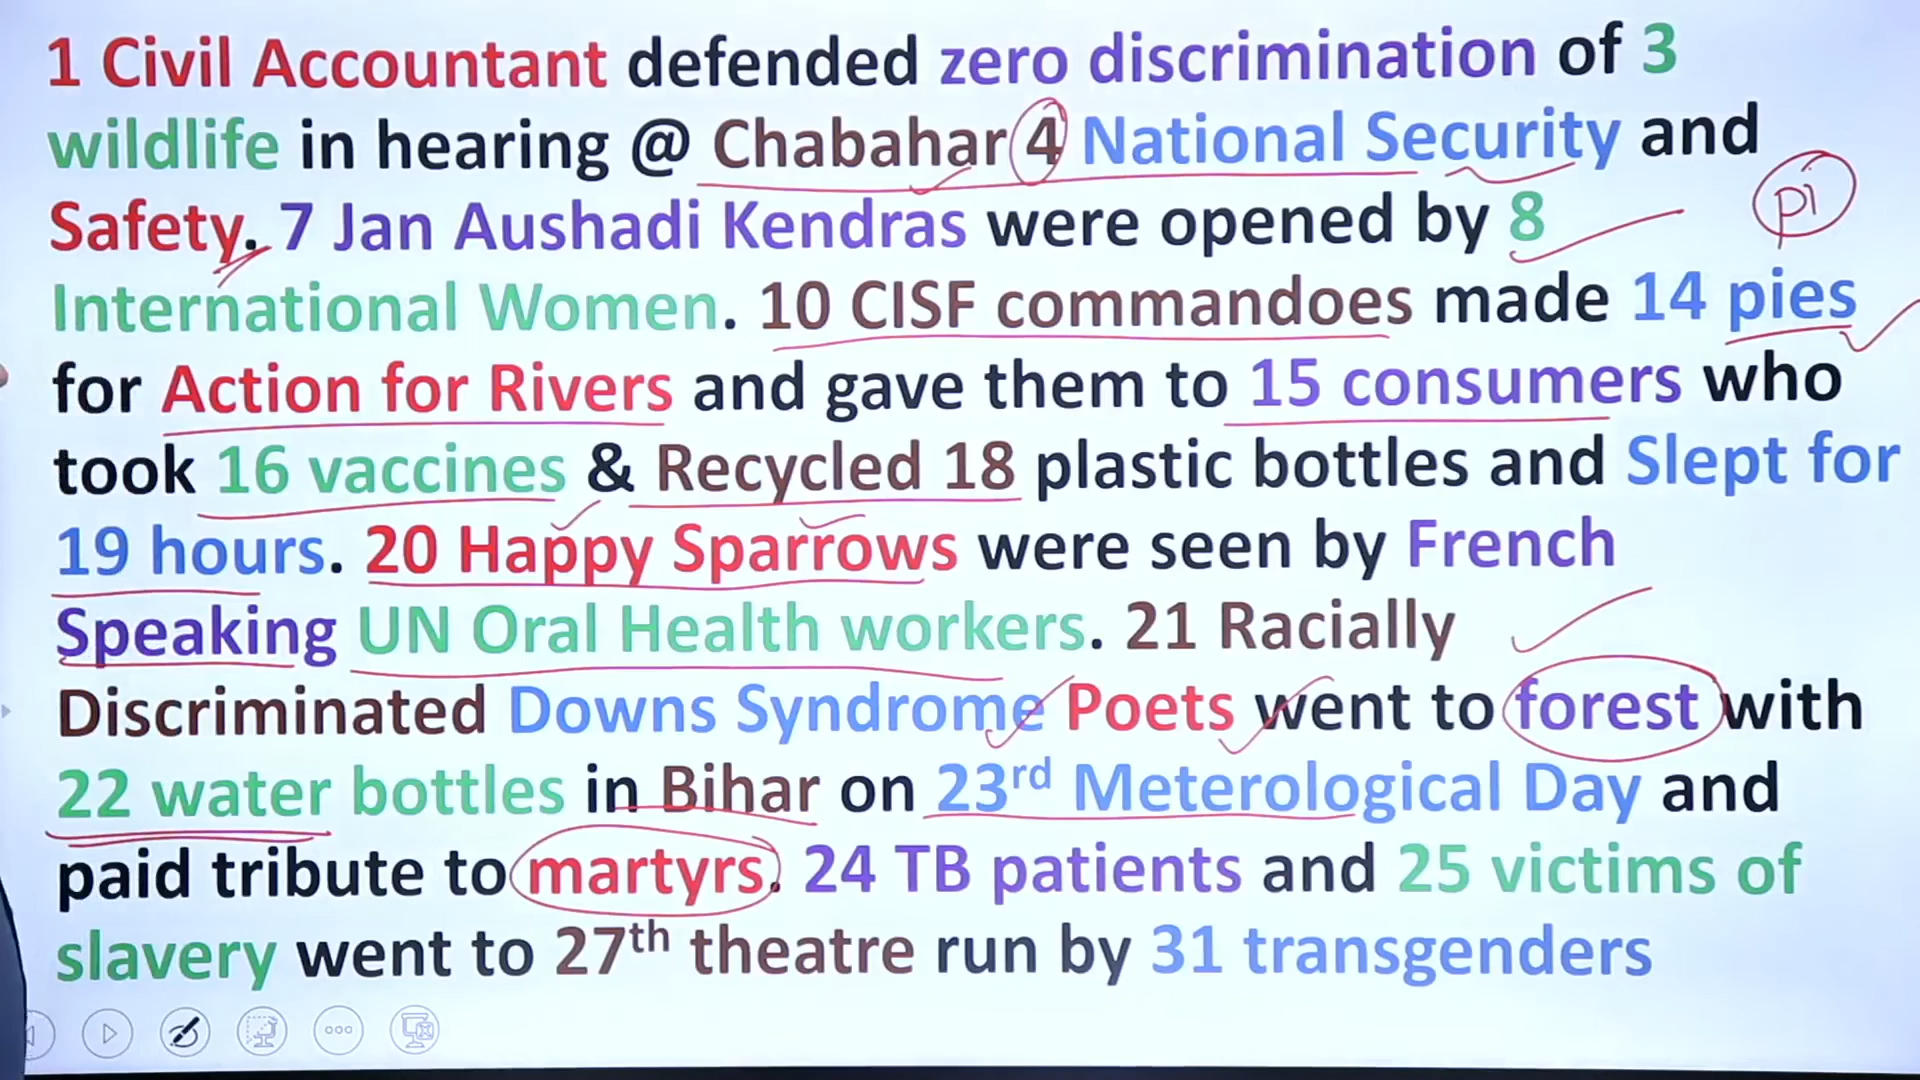 1 Civil Accountant defended zero discrimination of 3
wildlife in hearing @ Chabahar 4 National Security and
Safety. 7 Jan Aushadi Kendras were opened by 8
pi
International Women. 10 CISF commandoes made 14 pies
for Action for Rivers and gave them to 15 consumers who
took 16 vaccines & Recycled 18 plastic bottles and Slept for
19 hours. 20 Happy Sparrows were seen by French
Speaking UN Oral Health workers. 21 Racially
Discriminated Downs Syndrome Poets went to forest with
22 water bottles in Bihar on 23rd Meterological Day and
paid tribute to martyrs. 24 TB patients and 25 victims of
slavery went to 27th theatre run by 31 transgenders